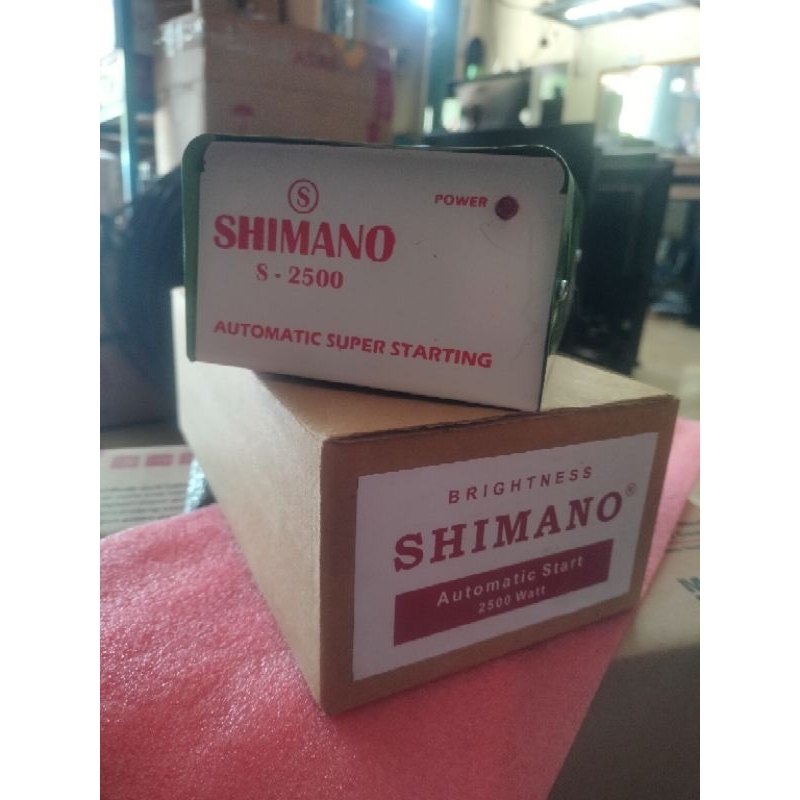 S
SHIMANO
S - 2500
POWER
AUTOMATIC SUPER STARTING
BRIGHTNESS
SHIMANO®
Automatic Start
2500 Watt